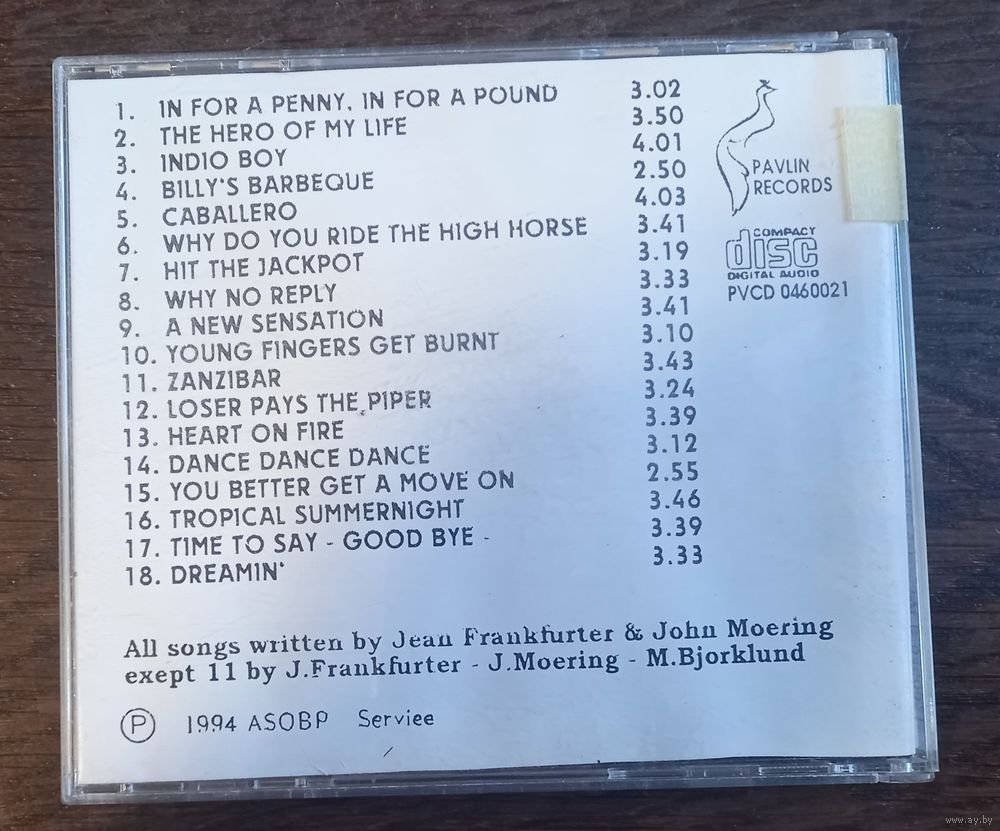 1. IN FOR A PENNY, IN FOR A POUND 3.02
2. THE HERO OF MY LIFE 3.50
3. INDIO BOY 4.01
4. BILLY'S BARBEQUE 2.50
5. CABALLERO 4.03
6. WHY DO YOU RIDE THE HIGH HORSE 3.41
7. HIT THE JACKPOT 3.19
8. WHY NO REPLY 3.33
9. A NEW SENSATION 3.41
10. YOUNG FINGERS GET BURNT 3.10
11. ZANZIBAR 3.43
12. LOSER PAYS THE PIPER 3.24
13. HEART ON FIRE 3.39
14. DANCE DANCE DANCE 3.12
15. YOU BETTER GET A MOVE ON 2.55
16. TROPICAL SUMMERNIGHT 3.46
17. TIME TO SAY - GOOD BYE - 3.39
18. DREAMIN' 3.33
PAVLIN
RECORDS
COMPACT
disc
DIGITAL AUDIO
PVCD 0460021
All songs written by Jean Frankfurter & John Moering
exept 11 by J.Frankfurter - J.Moering - M.Bjorklund
Ⓟ 1994 ASOBP Serviee
www.ay.by